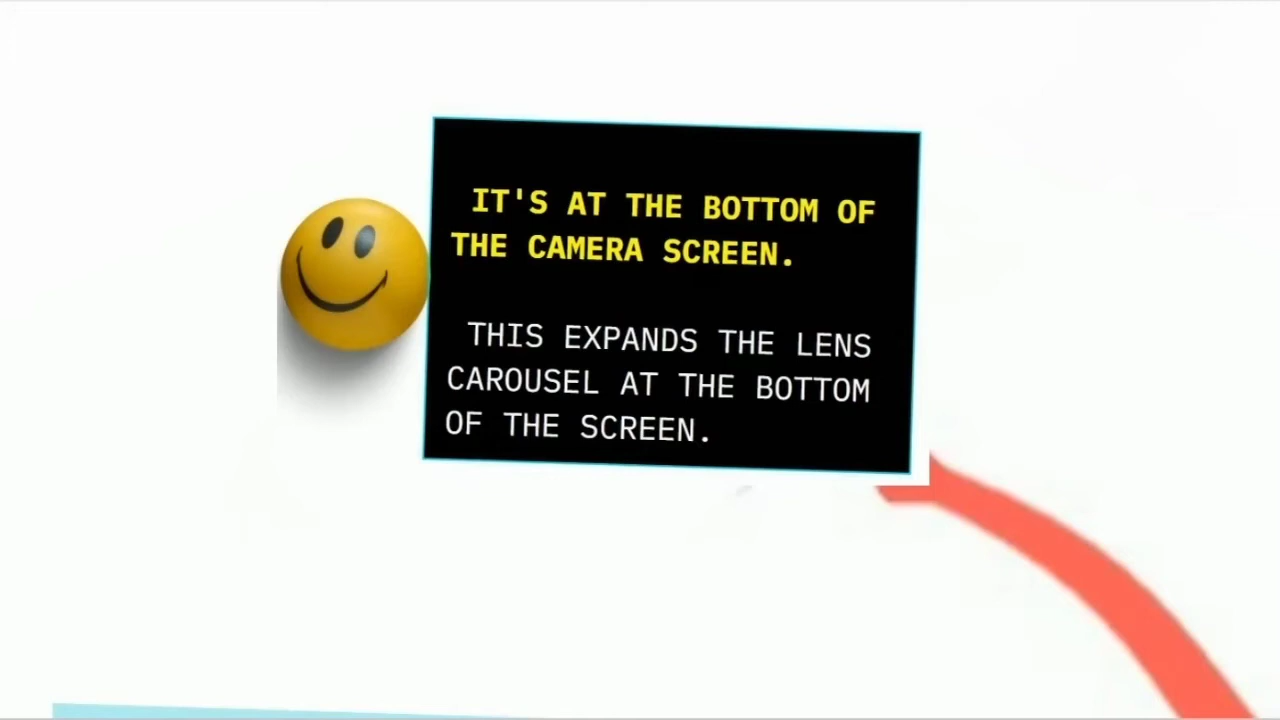 IT'S AT THE BOTTOM OF
THE CAMERA SCREEN.
THIS EXPANDS THE LENS
CAROUSEL AT THE BOTTOM
OF THE SCREEN.